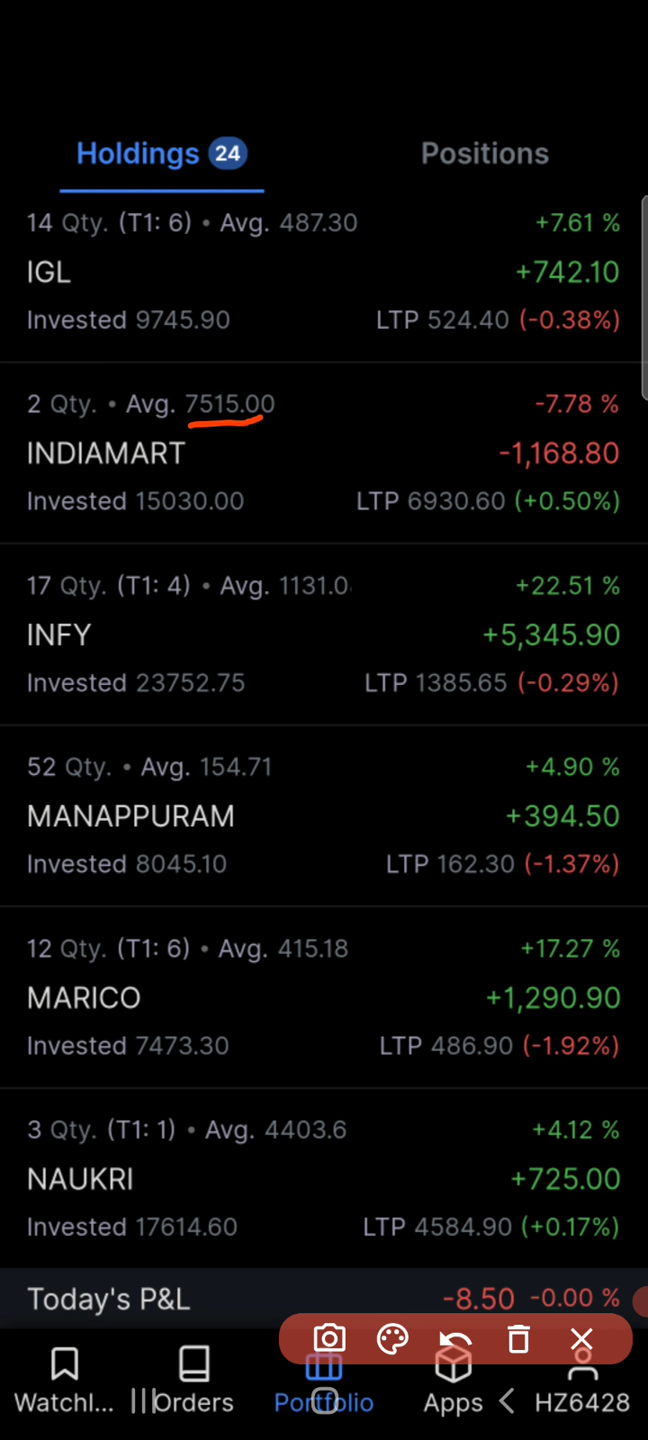 Holdings 24 Positions
14 Qty. (T1: 6) • Avg. 487.30 +7.61 %
IGL +742.10
Invested 9745.90 LTP 524.40 (-0.38%)
2 Qty. • Avg. 7515.00 -7.78 %
INDIAMART -1,168.80
Invested 15030.00 LTP 6930.60 (+0.50%)
17 Qty. (T1: 4) • Avg. 1131.0 +22.51 %
INFY +5,345.90
Invested 23752.75 LTP 1385.65 (-0.29%)
52 Qty. • Avg. 154.71 +4.90 %
MANAPPURAM +394.50
Invested 8045.10 LTP 162.30 (-1.37%)
12 Qty. (T1: 6) • Avg. 415.18 +17.27 %
MARICO +1,290.90
Invested 7473.30 LTP 486.90 (-1.92%)
3 Qty. (T1: 1) • Avg. 4403.6 +4.12 %
NAUKRI +725.00
Invested 17614.60 LTP 4584.90 (+0.17%)
Today's P&L -8.50 -0.00 %
Watchl... Orders Portfolio Apps HZ6428